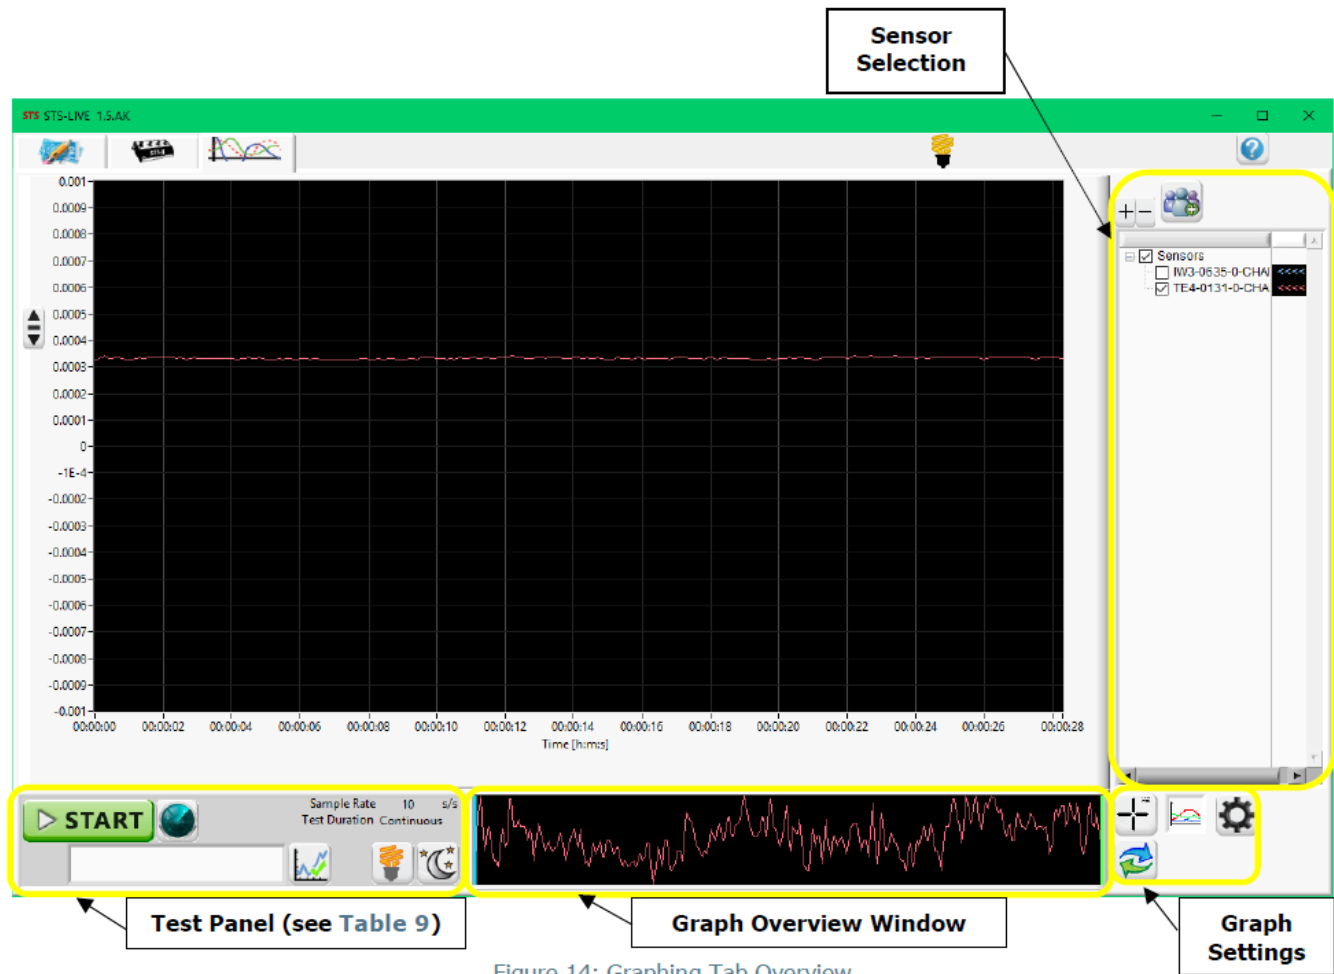 Sensor
Selection
STS STS-LIVE 1.5.AK
STS-II
0.001
0.0009
0.0008
0.0007
0.0006
0.0005
0.0004
0.0003
0.0002
0.0001
0
-1E-4
-0.0002
-0.0003
-0.0004
-0.0005
-0.0006
-0.0007
-0.0008
-0.0009
-0.001
00:00:00 00:00:02 00:00:04 00:00:06 00:00:08 00:00:10 00:00:12 00:00:14 00:00:16 00:00:18 00:00:20 00:00:22 00:00:24 00:00:26 00:00:28
Time [h:m:s]
Sensors
IW3-0635-0-CHA <<<<
TE4-0131-0-CHA <<<<
START
Sample Rate 10 s/s
Test Duration Continuous
Test Panel (see Table 9)
Graph Overview Window
Graph
Settings
Figure 14: Graphing Tab Overview